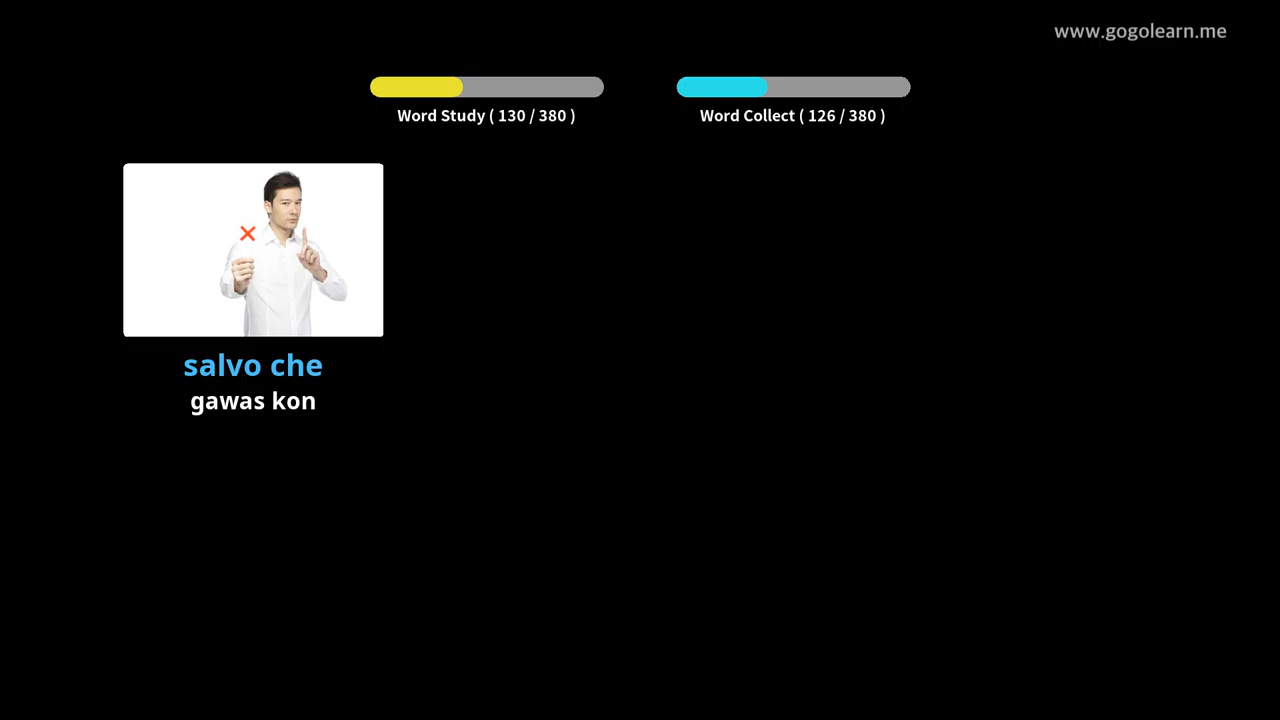 www.gogolearn.me
Word Study ( 130 / 380 )
Word Collect ( 126 / 380 )
salvo che
gawas kon